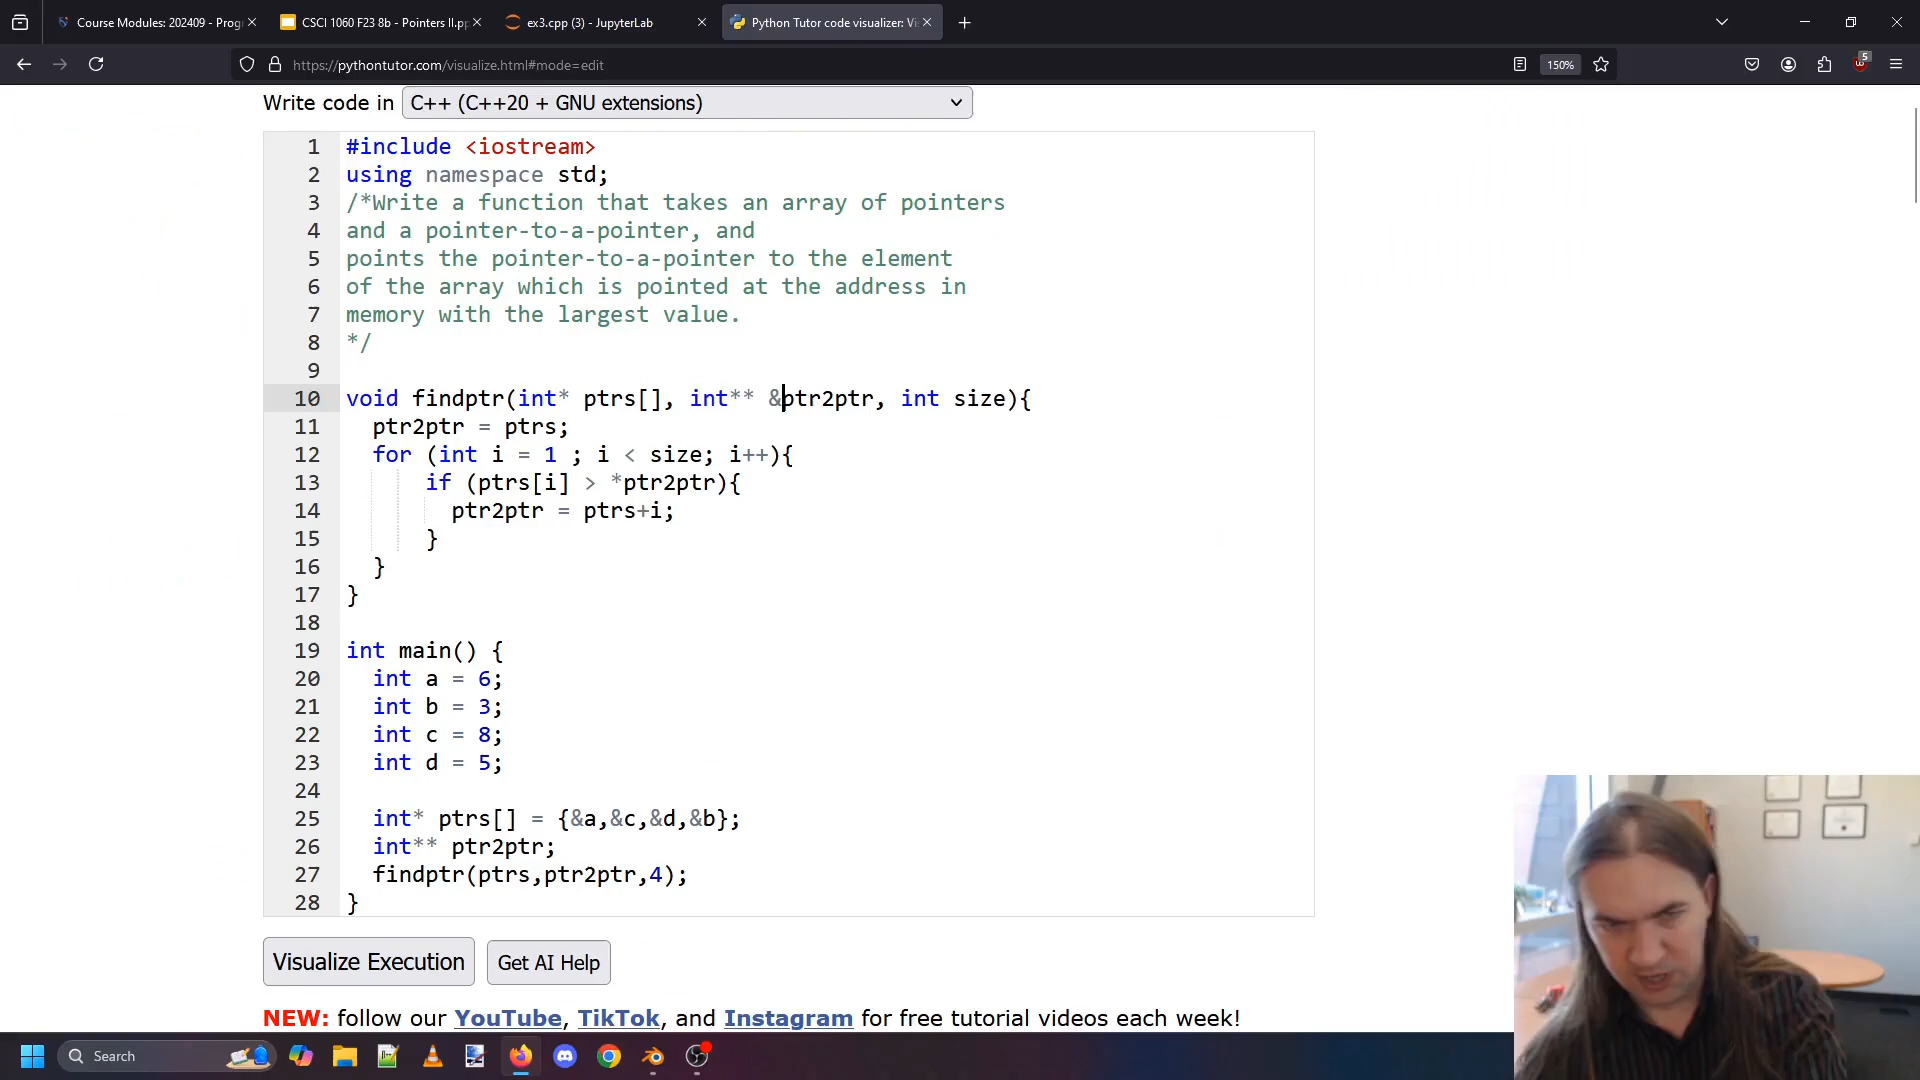 Course Modules: 202409 - Prog
CSCI 1060 F23 8b - Pointers II.pp
ex3.cpp (3) - JupyterLab
Python Tutor code visualizer: Vis
https://pythontutor.com/visualize.html#mode=edit
150%
5
Write code in C++ (C++20 + GNU extensions)
1 #include <iostream>
2 using namespace std;
3 /*Write a function that takes an array of pointers
4 and a pointer-to-a-pointer, and
5 points the pointer-to-a-pointer to the element
6 of the array which is pointed at the address in
7 memory with the largest value.
8 */
9
10 void findptr(int* ptrs[], int** &ptr2ptr, int size){
11 ptr2ptr = ptrs;
12 for (int i = 1 ; i < size; i++){
13 if (ptrs[i] > *ptr2ptr){
14 ptr2ptr = ptrs+i;
15 }
16 }
17 }
18
19 int main() {
20 int a = 6;
21 int b = 3;
22 int c = 8;
23 int d = 5;
24
25 int* ptrs[] = {&a,&c,&d,&b};
26 int** ptr2ptr;
27 findptr(ptrs,ptr2ptr,4);
28 }
Visualize Execution
Get AI Help
NEW: follow our YouTube, TikTok, and Instagram for free tutorial videos each week!
Search